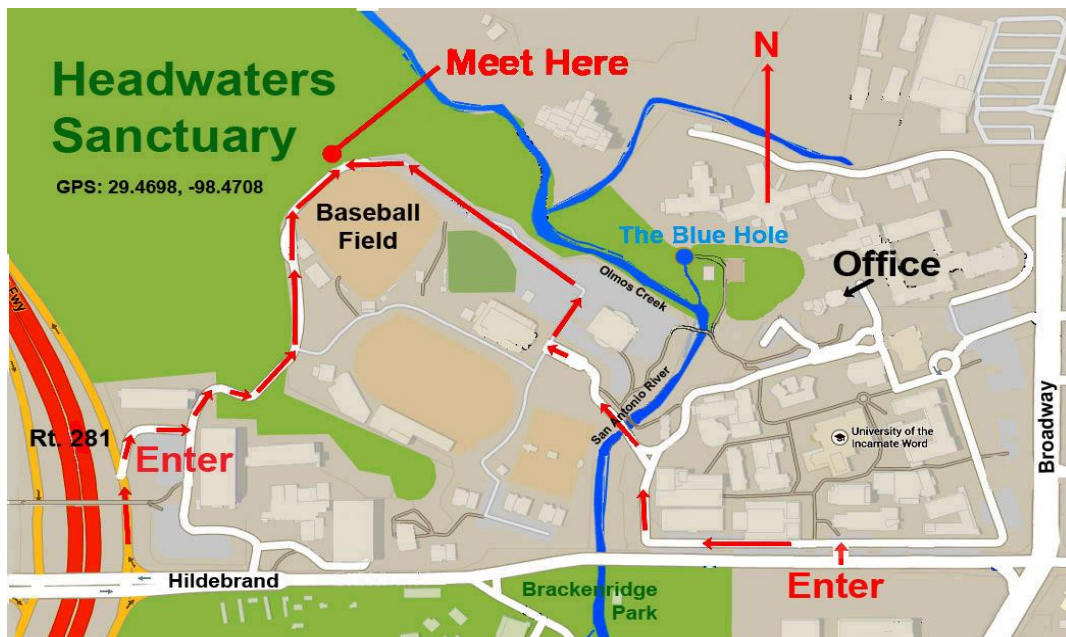 Headwaters
Sanctuary
GPS: 29.4698, -98.4708
Meet Here
N
Baseball
Field
The Blue Hole
Olmos Creek
Office
Fwy
Rt. 281
Enter
San Antonio River
University of the
Incarnate Word
Broadway
Hildebrand
Enter
Brackenridge
Park